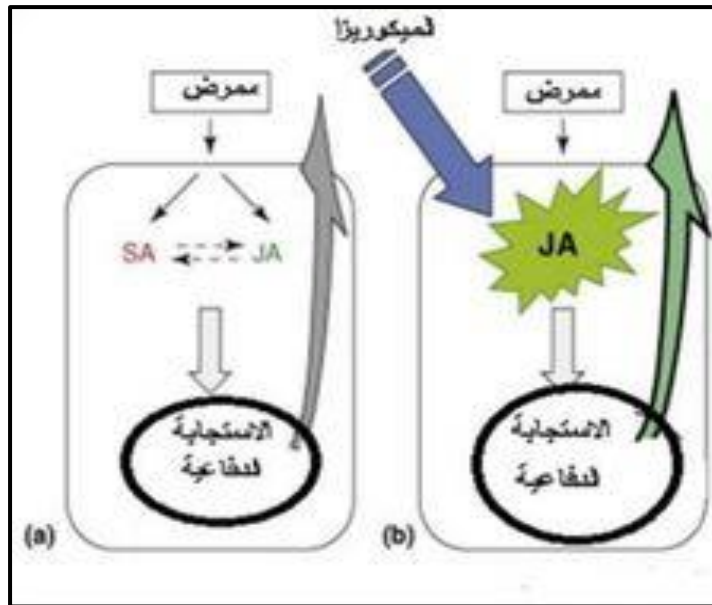 الميكوريزا
ممرض
SA
JA
الاستجابة
الدفاعية
(a)
ممرض
JA
الاستجابة
الدفاعية
(b)